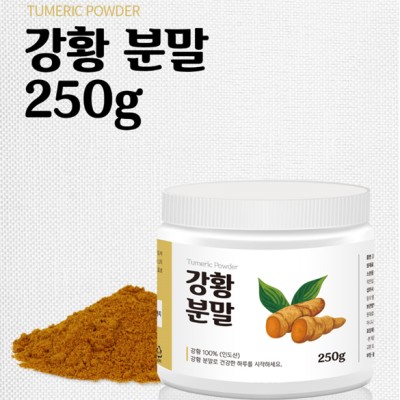 TUMERIC POWDER
강황 분말
250g
Tumeric Powder
강황
분말
강황 100% (인도산)
강황 분말로 건강한 하루를 시작하세요.
250g